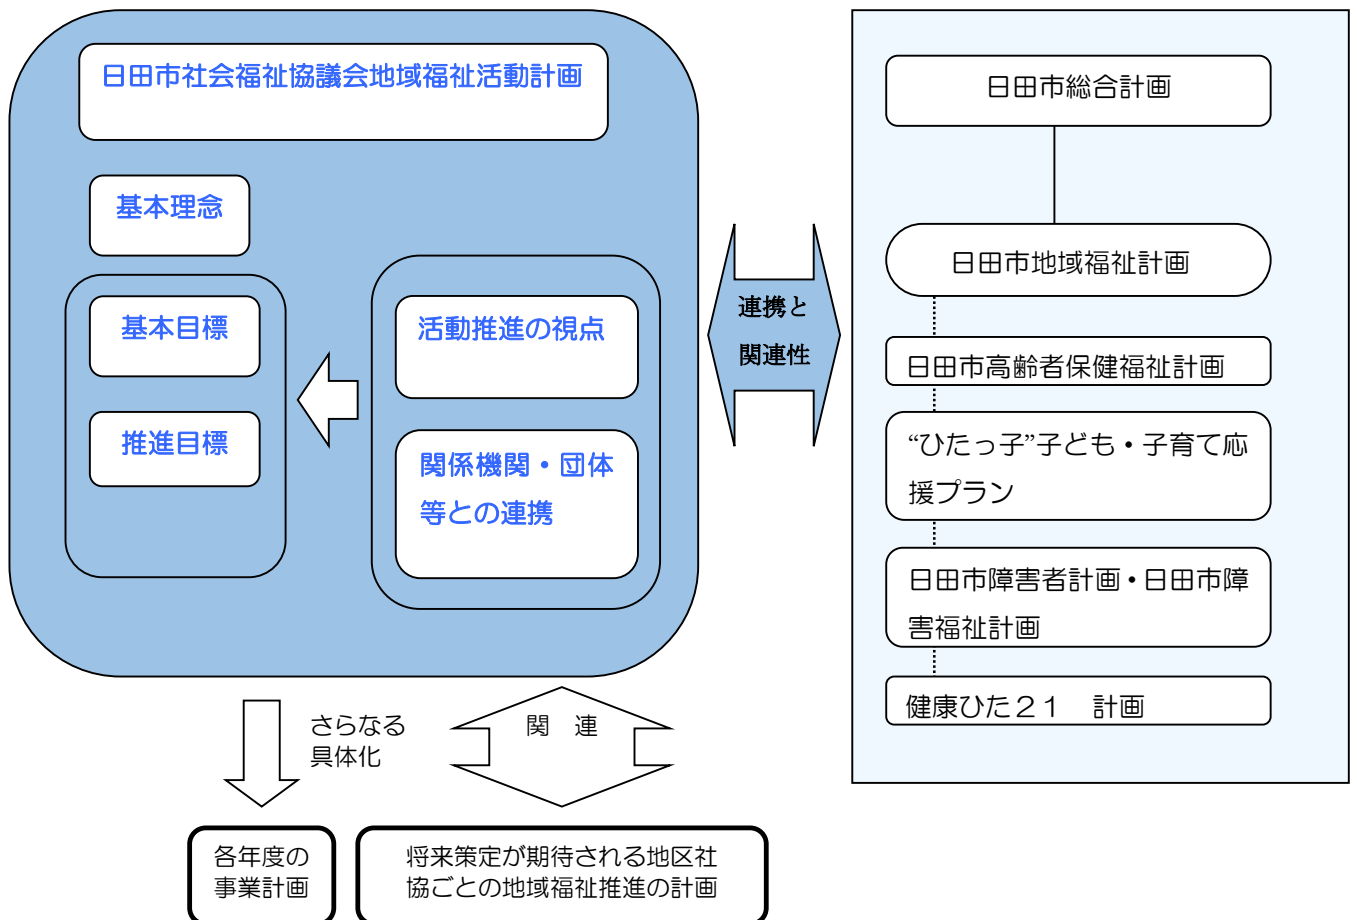 日田市社会福祉協議会地域福祉活動計画
基本理念
基本目標
推進目標
活動推進の視点
関係機関・団体
等との連携
連携と
関連性
日田市総合計画
日田市地域福祉計画
日田市高齢者保健福祉計画
“ひたっ子”子ども・子育て応
援プラン
日田市障害者計画・日田市障
害福祉計画
健康ひた２１　計画
さらなる
具体化
関　連
各年度の
事業計画
将来策定が期待される地区社
協ごとの地域福祉推進の計画